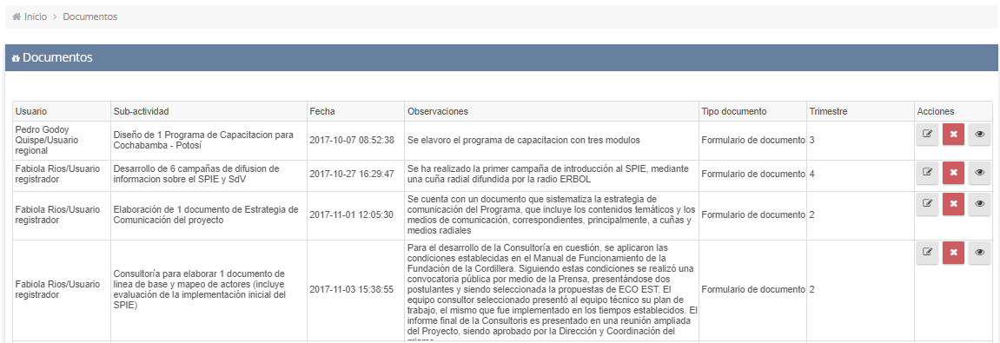 Inicio > Documentos
Documentos
Usuario Sub-actividad Fecha Observaciones Tipo documento Trimestre Acciones
Pedro Godoy
Quispe/Usuario
regional
Diseño de 1 Programa de Capacitacion para
Cochabamba - Potosí
2017-10-07 08:52:38
Se elavoro el programa de capacitacion con tres modulos
Formulario de documento
3
Fabiola Rios/Usuario
registrador
Desarrollo de 6 campañas de difusion de
informacion sobre el SPIE y SdV
2017-10-27 16:29:47
Se ha realizado la primer campaña de introducción al SPIE, mediante
una cuña radial difundida por la radio ERBOL
Formulario de documento
4
Fabiola Rios/Usuario
registrador
Elaboración de 1 documento de Estrategia de
Comunicación del proyecto
2017-11-01 12:05:30
Se cuenta con un documento que sistematiza la estrategia de
comunicación del Programa, que incluye los contenidos temáticos y los
medios de comunicación, correspondientes, principalmente, a cuñas y
medios radiales
Formulario de documento
2
Fabiola Rios/Usuario
registrador
Consultoría para elaborar 1 documento de
linea de base y mapeo de actores (incluye
evaluación de la implementación inicial del
SPIE)
2017-11-03 15:38:55
Para el desarrollo de la Consultoría en cuestión, se aplicaron las
condiciones establecidas en el Manual de Funcionamiento de la
Fundación de la Cordillera. Siguiendo estas condiciones se realizó una
convocatoria pública por medio de la Prensa, presentándose dos
postulantes y siendo seleccionada la propuestas de ECO EST. El
equipo consultor seleccionado presentó al equipo técnico su plan de
trabajo, el mismo que fue implementado en los tiempos establecidos. El
informe final de la Consultoris es presentado en una reunión ampliada
del Proyecto, siendo aprobado por la Dirección y Coordinación del
Formulario de documento
2